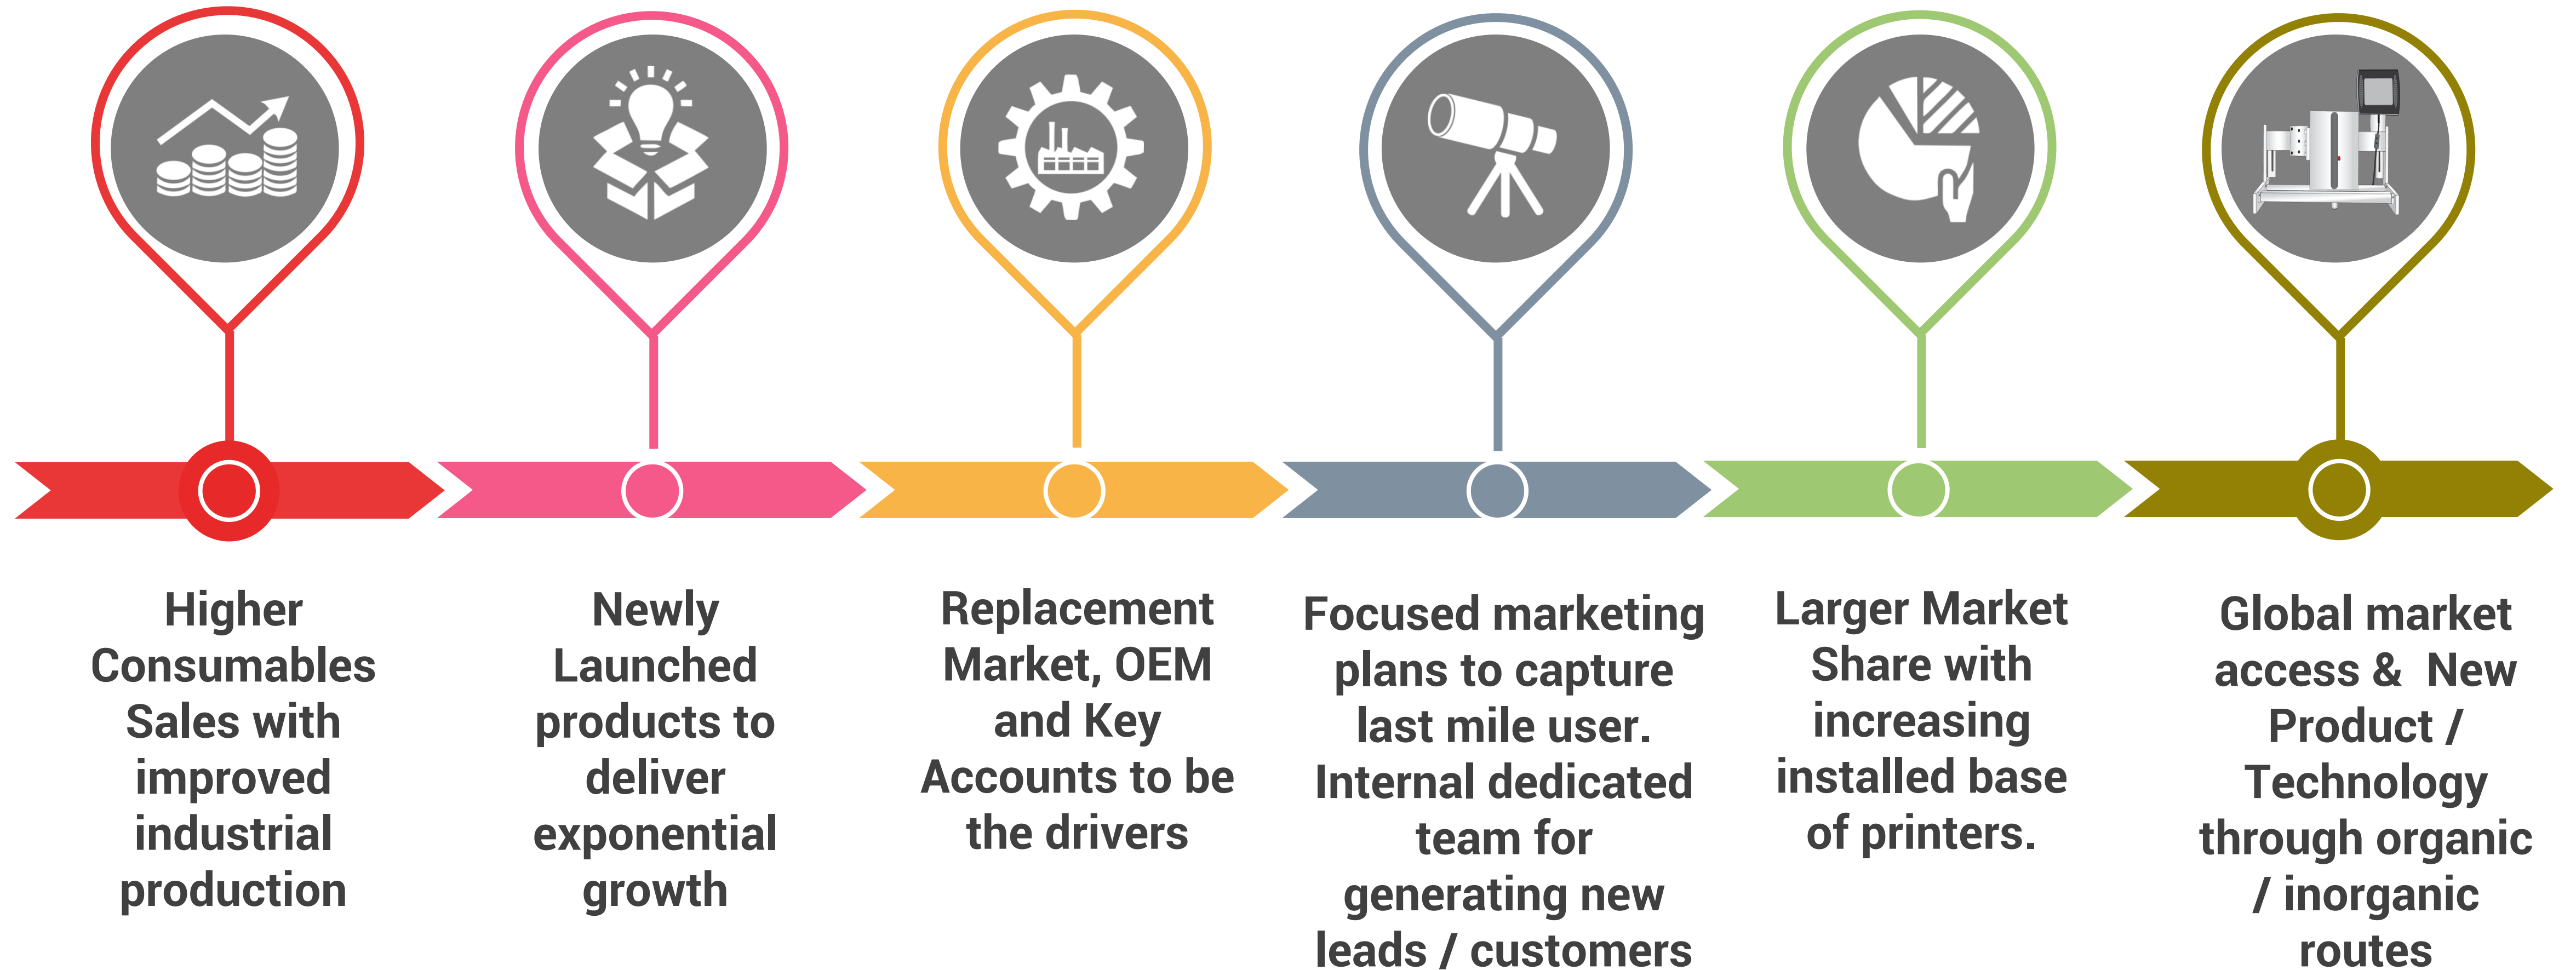 Higher
Consumables
Sales with
improved
industrial
production
Newly
Launched
products to
deliver
exponential
growth
Replacement
Market, OEM
and Key
Accounts to be
the drivers
Focused marketing
plans to capture
last mile user.
Internal dedicated
team for
generating new
leads / customers
Larger Market
Share with
increasing
installed base
of printers.
Global market
access &  New
Product /
Technology
through organic
/ inorganic
routes